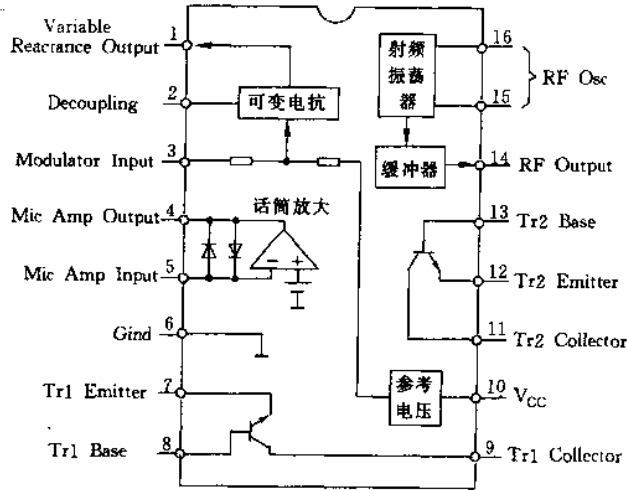 Variable
Reactrance Output
1
Decoupling
2
Modulator Input
3
Mic Amp Output
4
Mic Amp Input
5
Gind
6
Tr1 Emitter
7
Tr1 Base
8
可变电抗
话筒放大
- +
射频
振荡
器
缓冲器
参考
电压
16
15
RF Osc
14
RF Output
13
Tr2 Base
12
Tr2 Emitter
11
Tr2 Collector
10
VCC
9
Tr1 Collector